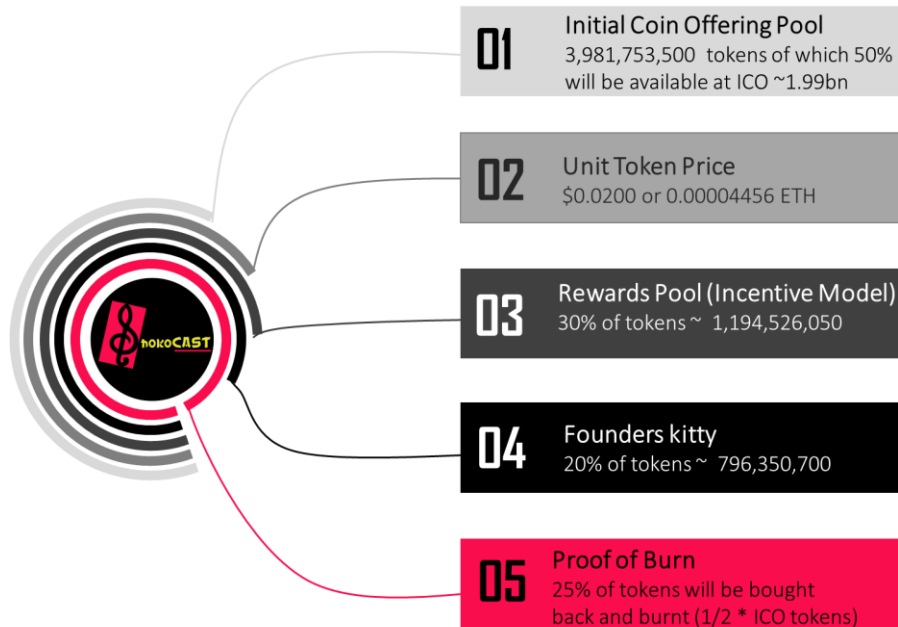 01
Initial Coin Offering Pool
3,981,753,500 tokens of which 50%
will be available at ICO ~1.99bn
02
Unit Token Price
$0.0200 or 0.00004456 ETH
03
Rewards Pool (Incentive Model)
30% of tokens ~ 1,194,526,050
hokoCAST
04
Founders kitty
20% of tokens ~ 796,350,700
05
Proof of Burn
25% of tokens will be bought
back and burnt (1/2 * ICO tokens)